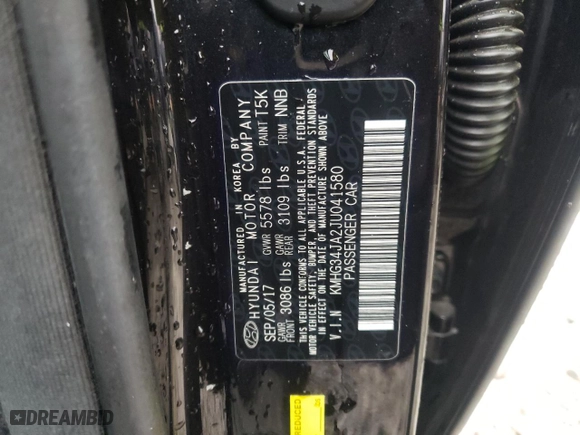 MANUFACTURED IN KOREA BY
HYUNDAI MOTOR COMPANY
SEP/05/17 GVWR 5578 lbs PAINT T5K
GAWR FRONT 3086 lbs GAWR REAR 3109 lbs TRIM NNB
THIS VEHICLE CONFORMS TO ALL APPLICABLE U.S.A. FEDERAL
MOTOR VEHICLE SAFETY, BUMPER, AND THEFT PREVENTION STANDARDS
IN EFFECT ON THE DATE OF MANUFACTURE SHOWN ABOVE
V.I.N KMHG34JA2JU041580
PASSENGER CAR
REDUCED
DREAMBID